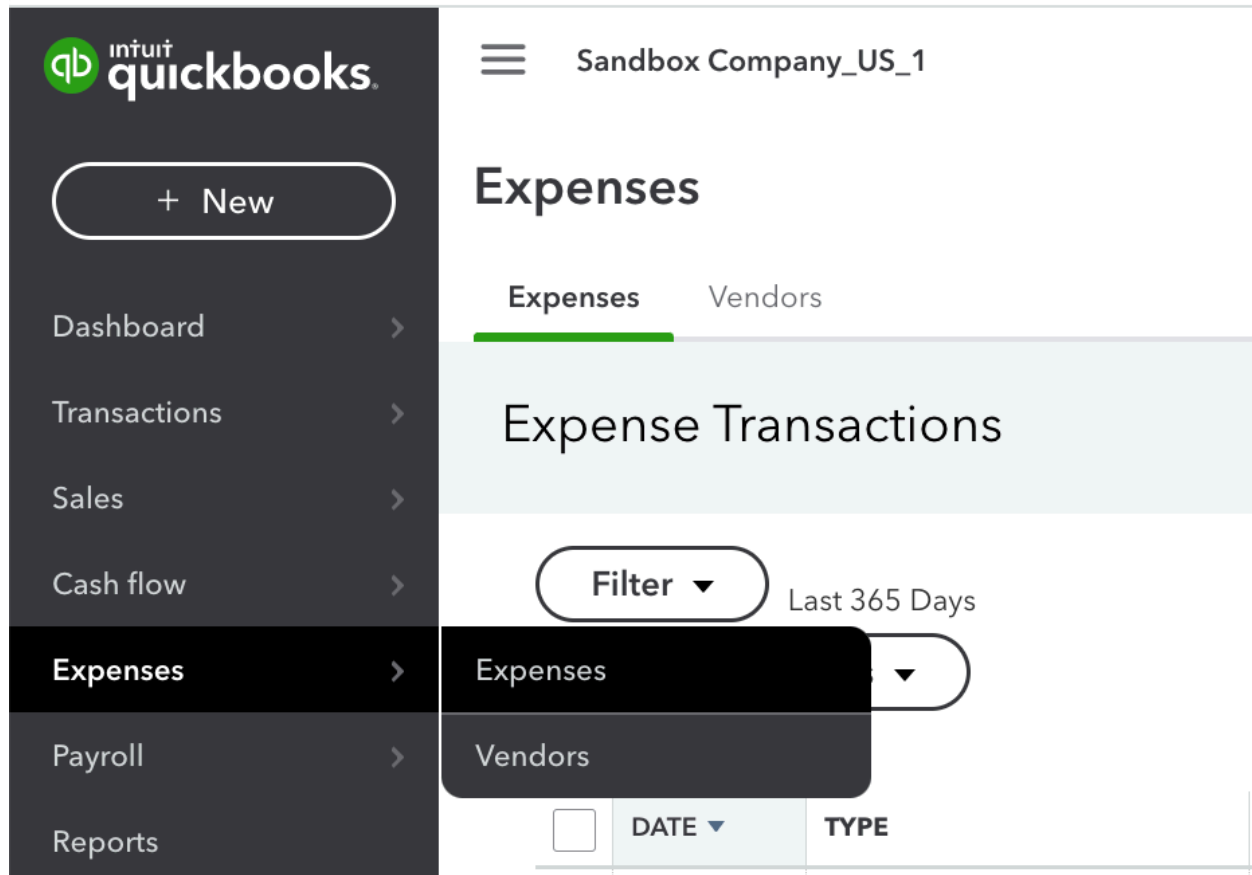 qb intuit quickbooks.
Sandbox Company_US_1
+ New
Expenses
Expenses Vendors
Dashboard
Transactions
Sales
Cash flow
Expenses
Payroll
Reports
Expense Transactions
Filter
Last 365 Days
Expenses
Vendors
DATE TYPE